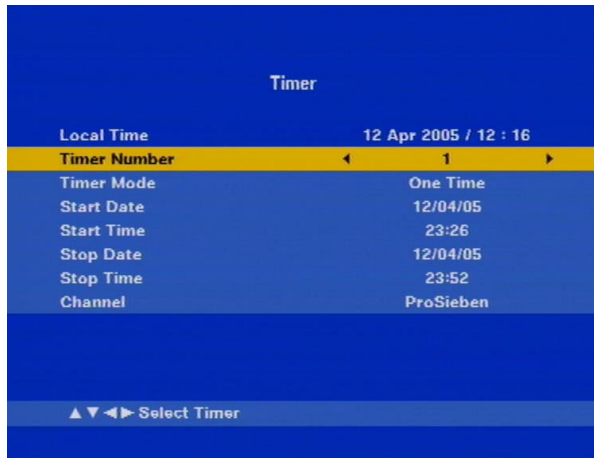 Timer
Local Time 12 Apr 2005 / 12 : 16
Timer Number ◀ 1 ▶
Timer Mode One Time
Start Date 12/04/05
Start Time 23:26
Stop Date 12/04/05
Stop Time 23:52
Channel ProSieben
▲▼◀▶ Select Timer